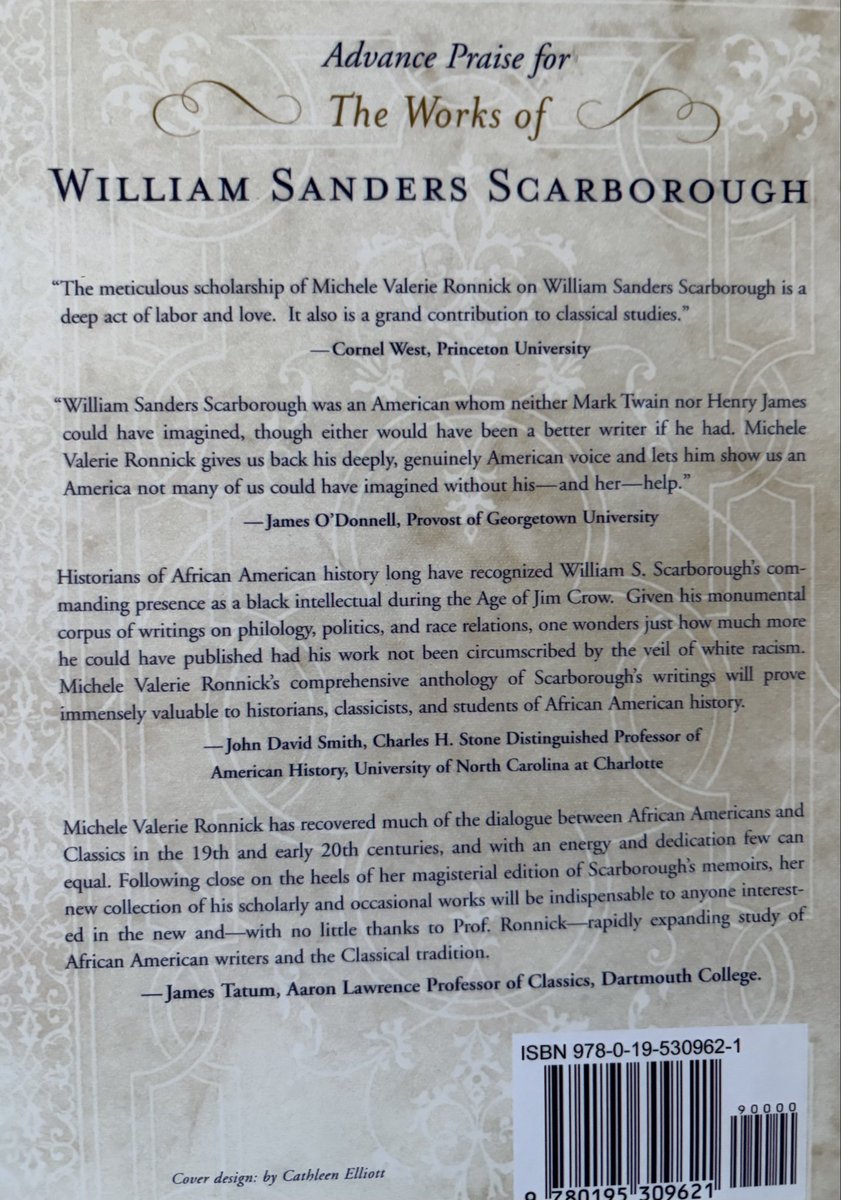 Advance Praise for
The Works of
WILLIAM SANDERS SCARBOROUGH
“The meticulous scholarship of Michele Valerie Ronnick on William Sanders Scarborough is a
deep act of labor and love.  It also is a grand contribution to classical studies.”
—Cornel West, Princeton University
“William Sanders Scarborough was an American whom neither Mark Twain nor Henry James
could have imagined, though either would have been a better writer if he had. Michele
Valerie Ronnick gives us back his deeply, genuinely American voice and lets him show us an
America not many of us could have imagined without his—and her—help.”
—James O’Donnell, Provost of Georgetown University
Historians of African American history long have recognized William S. Scarborough’s com-
manding presence as a black intellectual during the Age of Jim Crow.  Given his monumental
corpus of writings on philology, politics, and race relations, one wonders just how much more
he could have published had his work not been circumscribed by the veil of white racism.
Michele Valerie Ronnick’s comprehensive anthology of Scarborough’s writings will prove
immensely valuable to historians, classicists, and students of African American history.
—John David Smith, Charles H. Stone Distinguished Professor of
American History, University of North Carolina at Charlotte
Michele Valerie Ronnick has recovered much of the dialogue between African Americans and
Classics in the 19th and early 20th centuries, and with an energy and dedication few can
equal. Following close on the heels of her magisterial edition of Scarborough’s memoirs, her
new collection of his scholarly and occasional works will be indispensable to anyone interest-
ed in the new and—with no little thanks to Prof. Ronnick—rapidly expanding study of
African American writers and the Classical tradition.
—James Tatum, Aaron Lawrence Professor of Classics, Dartmouth College.
ISBN 978-0-19-530962-1
90000
9 780195 309621
Cover design: by Cathleen Elliott